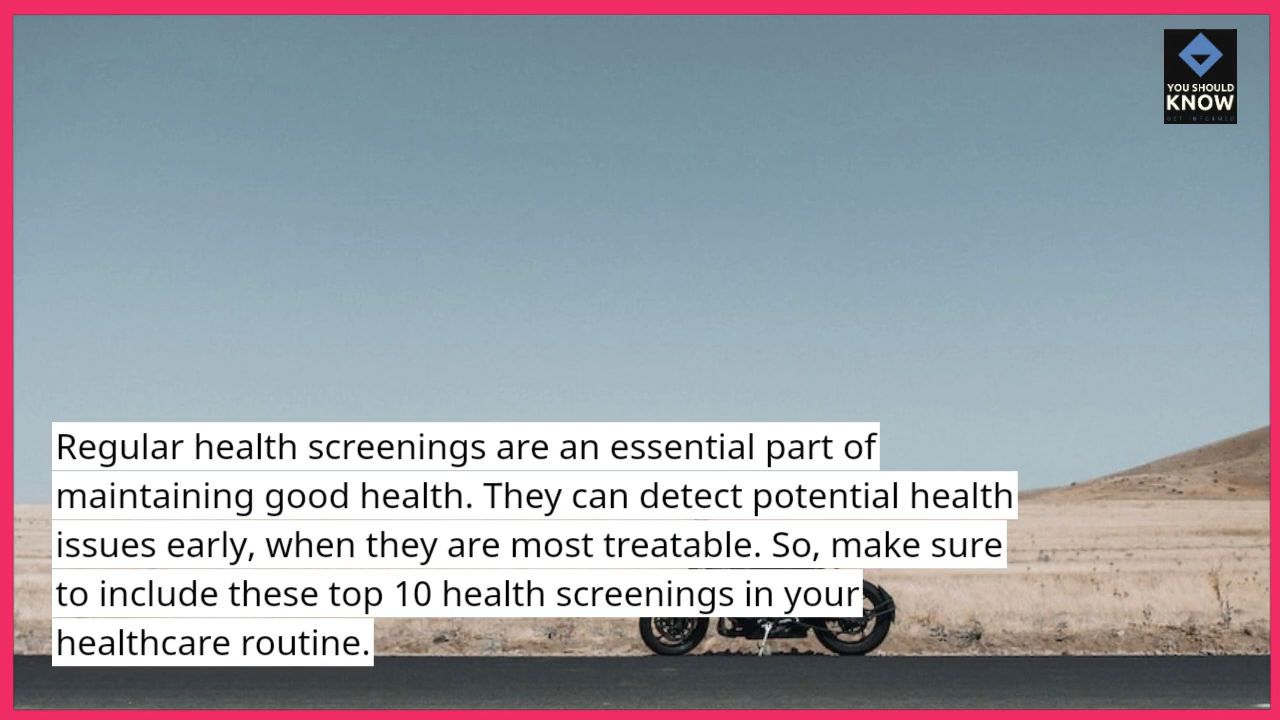 YOU SHOULD
KNOW
GET INFORMED
Regular health screenings are an essential part of
maintaining good health. They can detect potential health
issues early, when they are most treatable. So, make sure
to include these top 10 health screenings in your
healthcare routine.